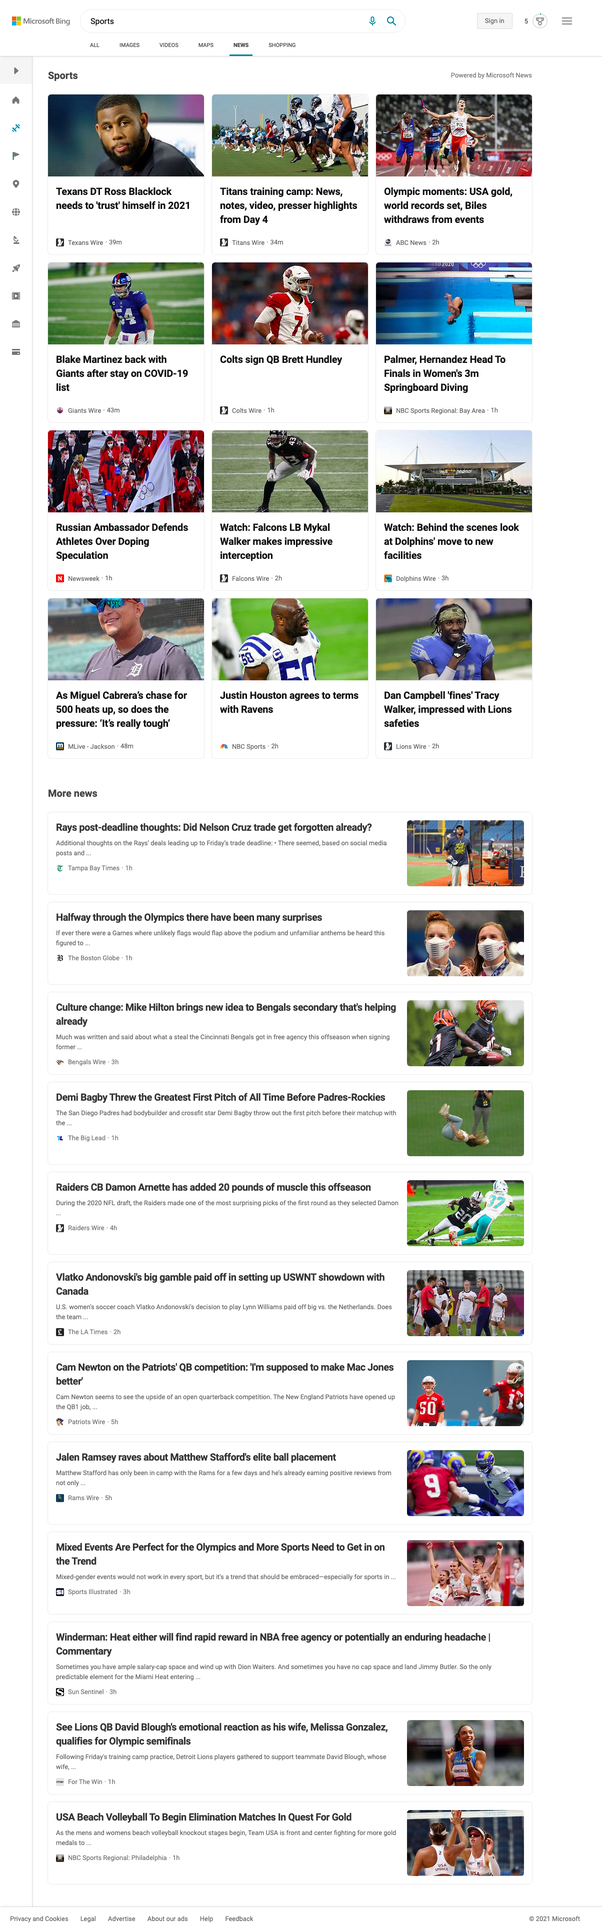 Microsoft Bing
Sports
Sign in
5
ALL IMAGES VIDEOS MAPS NEWS SHOPPING
Sports
Powered by Microsoft News
Texans DT Ross Blacklock
needs to 'trust' himself in 2021
Texans Wire · 39m
Titans training camp: News,
notes, video, presser highlights
from Day 4
Titans Wire · 34m
Olympic moments: USA gold,
world records set, Biles
withdraws from events
ABC News · 2h
Blake Martinez back with
Giants after stay on COVID-19
list
Giants Wire · 43m
Colts sign QB Brett Hundley
Colts Wire · 1h
Palmer, Hernandez Head To
Finals in Women's 3m
Springboard Diving
NBC Sports Regional: Bay Area · 1h
Russian Ambassador Defends
Athletes Over Doping
Speculation
Newsweek · 1h
Watch: Falcons LB Mykal
Walker makes impressive
interception
Falcons Wire · 2h
Watch: Behind the scenes look
at Dolphins' move to new
facilities
Dolphins Wire · 3h
As Miguel Cabrera's chase for
500 heats up, so does the
pressure: 'It's really tough'
MLive - Jackson · 48m
Justin Houston agrees to terms
with Ravens
NBC Sports · 2h
Dan Campbell 'fines' Tracy
Walker, impressed with Lions
safeties
Lions Wire · 2h
More news
Rays post-deadline thoughts: Did Nelson Cruz trade get forgotten already?
Additional thoughts on the Rays' deals leading up to Friday's trade deadline: • There seemed, based on social media
posts and ...
Tampa Bay Times · 1h
Halfway through the Olympics there have been many surprises
If ever there were a Games where unlikely flags would flap above the podium and unfamiliar anthems be heard this
figured to ...
The Boston Globe · 1h
Culture change: Mike Hilton brings new idea to Bengals secondary that's helping
already
Much was written and said about what a steal the Cincinnati Bengals got in free agency this offseason when signing
former ...
Bengals Wire · 3h
Demi Bagby Threw the Greatest First Pitch of All Time Before Padres-Rockies
The San Diego Padres had bodybuilder and crossfit star Demi Bagby throw out the first pitch before their matchup with
the ...
The Big Lead · 1h
Raiders CB Damon Arnette has added 20 pounds of muscle this offseason
During the 2020 NFL draft, the Raiders made one of the most surprising picks of the first round as they selected Damon
...
Raiders Wire · 4h
Vlatko Andonovski's big gamble paid off in setting up USWNT showdown with
Canada
U.S. women's soccer coach Vlatko Andonovski's decision to play Lynn Williams paid off big vs. the Netherlands. Does
the team ...
The LA Times · 2h
Cam Newton on the Patriots' QB competition: 'I'm supposed to make Mac Jones
better'
Cam Newton seems to see the upside of an open quarterback competition. The New England Patriots have opened up
the QB1 job, ...
Patriots Wire · 5h
Jalen Ramsey raves about Matthew Stafford's elite ball placement
Matthew Stafford has only been in camp with the Rams for a few days and he's already earning positive reviews from
not only ...
Rams Wire · 5h
Mixed Events Are Perfect for the Olympics and More Sports Need to Get in on
the Trend
Mixed-gender events would not work in every sport, but it's a trend that should be embraced—especially for sports in ...
Sports Illustrated · 3h
Winderman: Heat either will find rapid reward in NBA free agency or potentially an enduring headache |
Commentary
Sometimes you have ample salary-cap space and wind up with Dion Waiters. And sometimes you have no cap space and land Jimmy Butler. So the only
predictable element for the Miami Heat entering ...
Sun Sentinel · 3h
See Lions QB David Blough's emotional reaction as his wife, Melissa Gonzalez,
qualifies for Olympic semifinals
Following Friday's training camp practice, Detroit Lions players gathered to support teammate David Blough, whose
wife, ...
For The Win · 1h
USA Beach Volleyball To Begin Elimination Matches In Quest For Gold
As the mens and womens beach volleyball knockout stages begin, Team USA is front and center fighting for more gold
medals to ...
NBC Sports Regional: Philadelphia · 1h
Privacy and Cookies Legal Advertise About our ads Help Feedback
© 2021 Microsoft